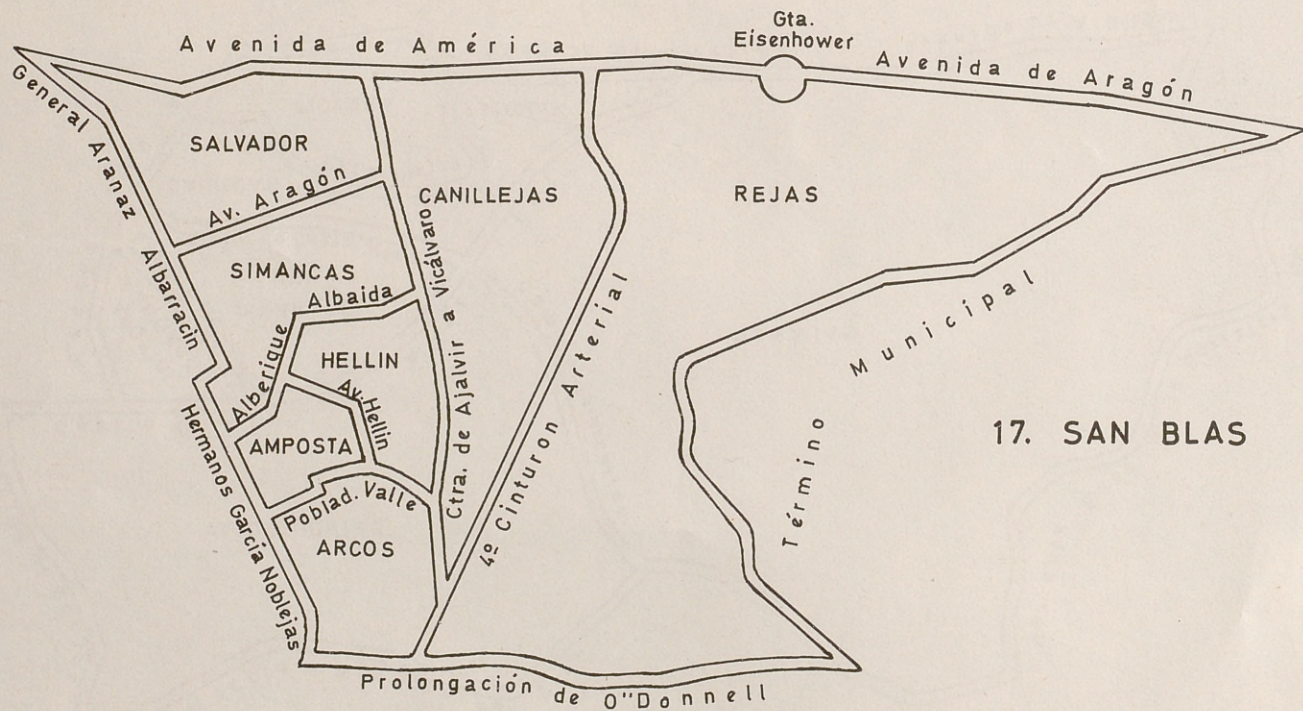 Avenida de América
Gta.
Eisenhower
Avenida de Aragón
General Aranaz
SALVADOR
Av. Aragón
CANILLEJAS
REJAS
Albarracin
SIMANCAS
Albaida
Ctra. de Ajalvir a Vicálvaro
4º Cinturon Arterial
Término Municipal
Alberique
HELLIN
Av. Hellin
Hermanos García Noblejas
AMPOSTA
17. SAN BLAS
Poblad. Valle
ARCOS
Prolongación de O"Donnell